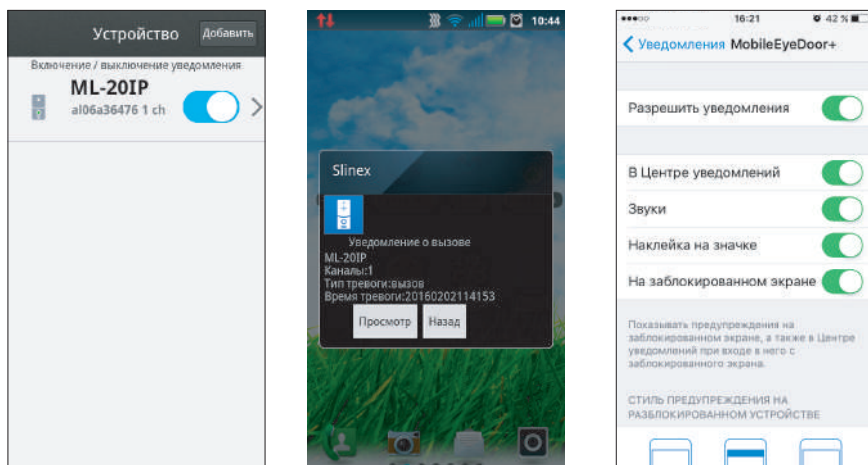 Устройство
Добавить
Включение / выключение уведомления
ML-20IP
al06a36476 1 ch
10:44
Slinex
Уведомление о вызове
ML-20IP
Каналы:1
Тип тревоги:вызов
Время тревоги:20160202114153
Просмотр
Назад
16:21
42 %
Уведомления MobileEyeDoor+
Разрешить уведомления
В Центре уведомлений
Звуки
Наклейка на значке
На заблокированном экране
Показывать предупреждения на
заблокированном экране, а также в Центре
уведомлений при входе в него с
заблокированного экрана.
СТИЛЬ ПРЕДУПРЕЖДЕНИЯ НА
РАЗБЛОКИРОВАННОМ УСТРОЙСТВЕ